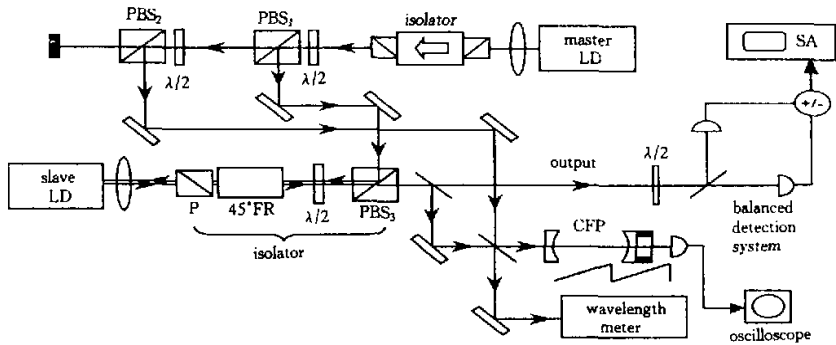 PBS₂
PBS₁
isolator
λ/2
λ/2
master
LD
SA
+/-
slave
LD
P
45°FR
λ/2
PBS₃
isolator
output
λ/2
balanced
detection
system
CFP
wavelength
meter
oscilloscope